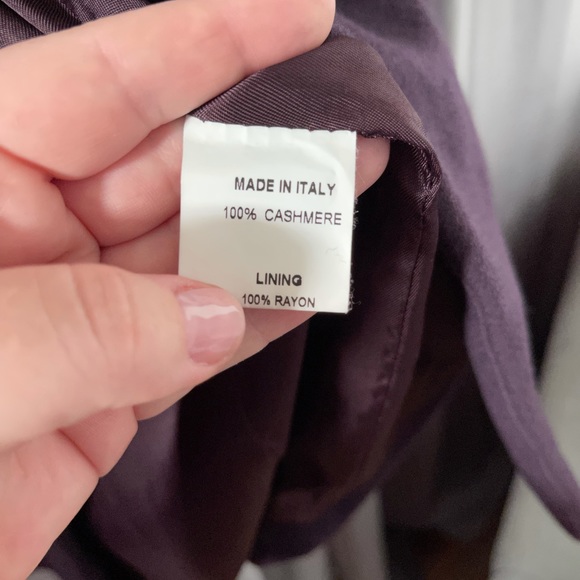 MADE IN ITALY
100% CASHMERE
LINING
100% RAYON